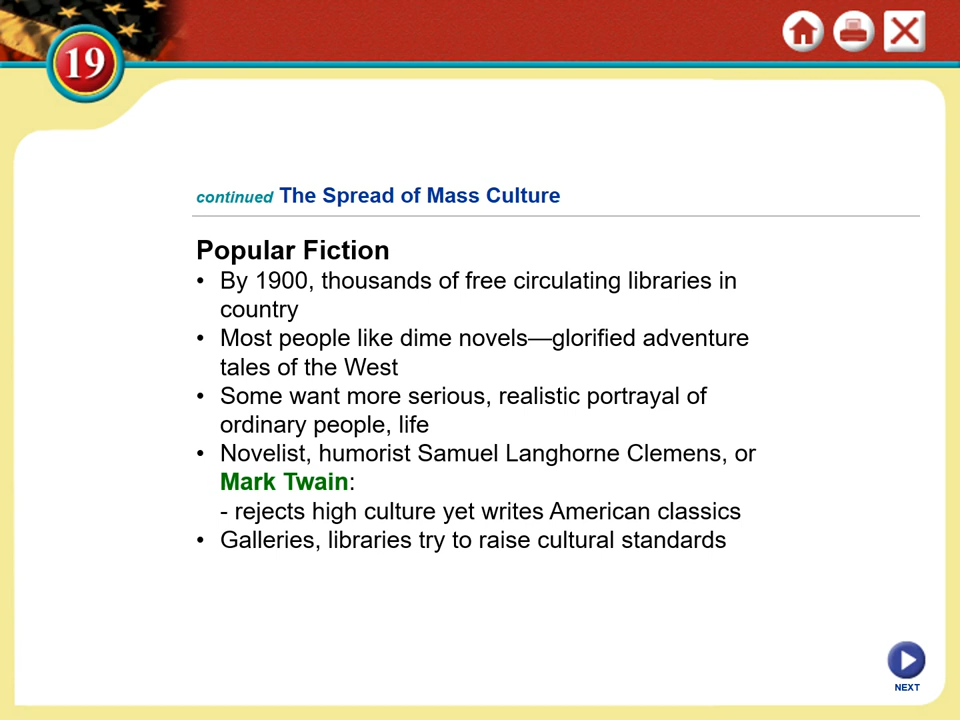 19
continued The Spread of Mass Culture
Popular Fiction
• By 1900, thousands of free circulating libraries in
country
• Most people like dime novels—glorified adventure
tales of the West
• Some want more serious, realistic portrayal of
ordinary people, life
• Novelist, humorist Samuel Langhorne Clemens, or
Mark Twain:
- rejects high culture yet writes American classics
• Galleries, libraries try to raise cultural standards
NEXT